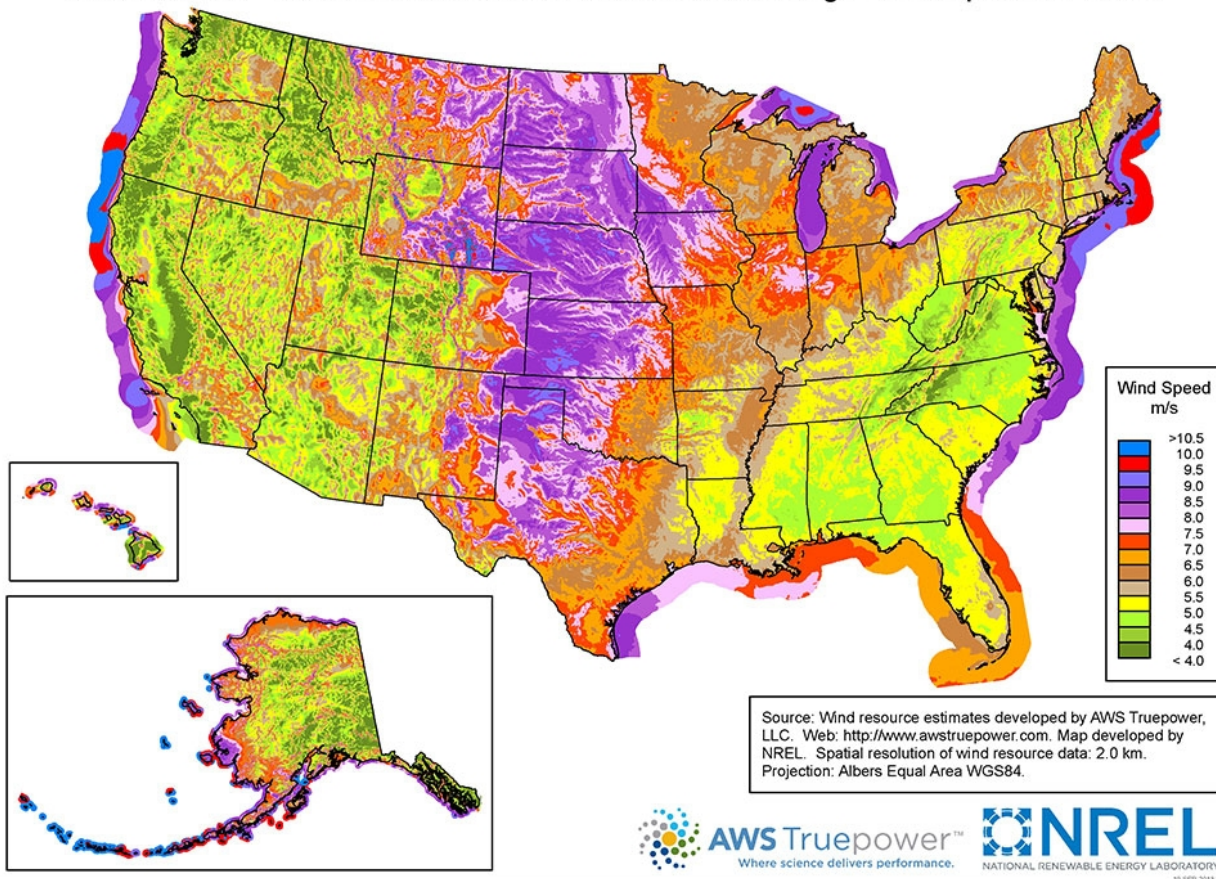 Wind Speed
m/s
>10.5
10.0
9.5
9.0
8.5
8.0
7.5
7.0
6.5
6.0
5.5
5.0
4.5
4.0
< 4.0
Source: Wind resource estimates developed by AWS Truepower,
LLC. Web: http://www.awstruepower.com. Map developed by
NREL. Spatial resolution of wind resource data: 2.0 km.
Projection: Albers Equal Area WGS84.
AWS Truepower™
Where science delivers performance.
NREL
NATIONAL RENEWABLE ENERGY LABORATORY